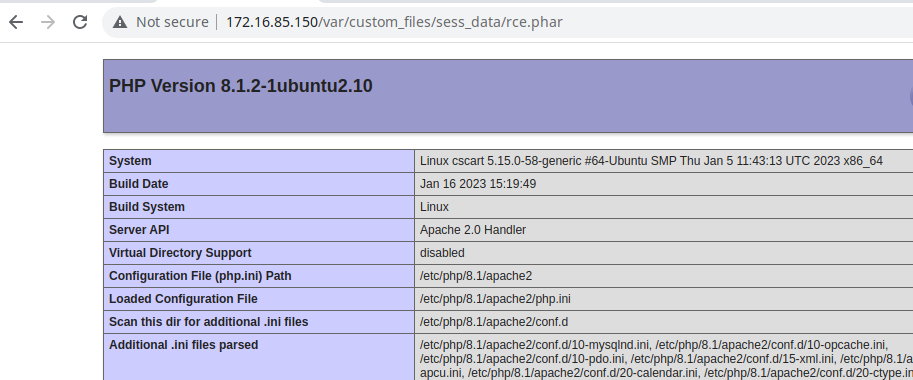 Not secure 172.16.85.150/var/custom_files/sess_data/rce.phar
PHP Version 8.1.2-1ubuntu2.10
System Linux cscart 5.15.0-58-generic #64-Ubuntu SMP Thu Jan 5 11:43:13 UTC 2023 x86_64
Build Date Jan 16 2023 15:19:49
Build System Linux
Server API Apache 2.0 Handler
Virtual Directory Support disabled
Configuration File (php.ini) Path /etc/php/8.1/apache2
Loaded Configuration File /etc/php/8.1/apache2/php.ini
Scan this dir for additional .ini files /etc/php/8.1/apache2/conf.d
Additional .ini files parsed /etc/php/8.1/apache2/conf.d/10-mysqlnd.ini, /etc/php/8.1/apache2/conf.d/10-opcache.ini,
/etc/php/8.1/apache2/conf.d/10-pdo.ini, /etc/php/8.1/apache2/conf.d/15-xml.ini, /etc/php/8.1/a
apcu.ini, /etc/php/8.1/apache2/conf.d/20-calendar.ini, /etc/php/8.1/apache2/conf.d/20-ctype.in